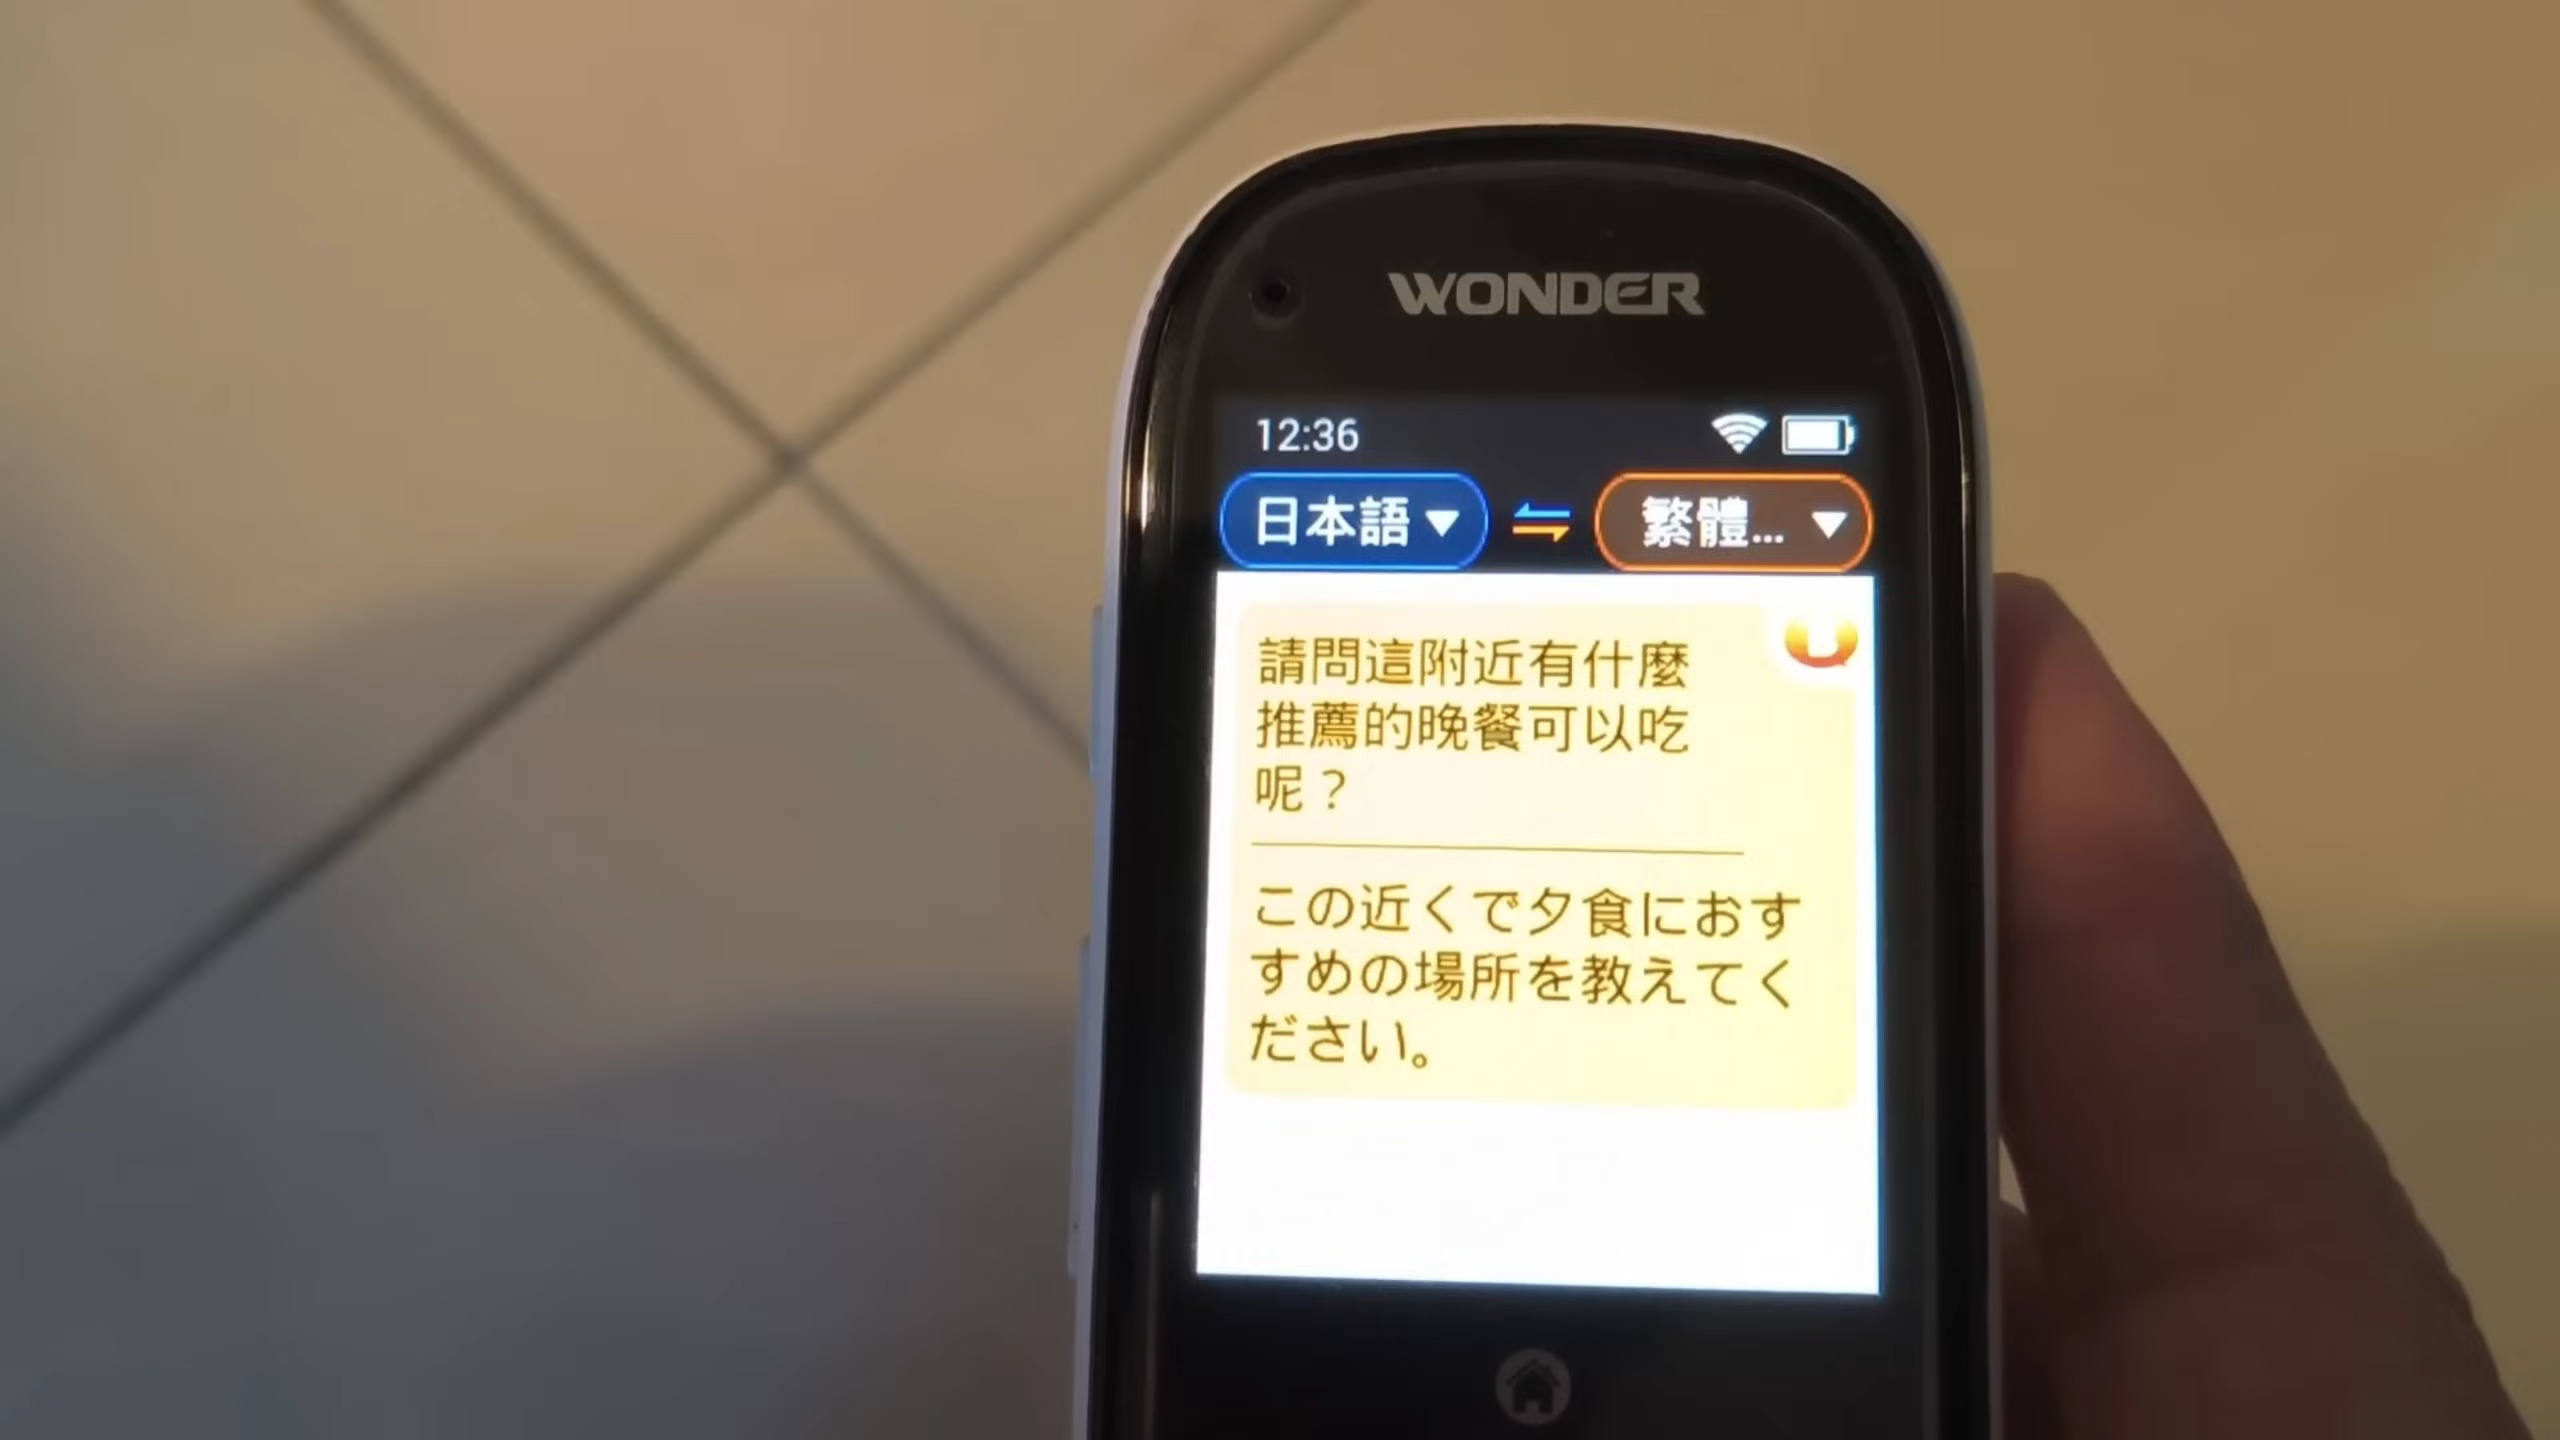 WONDER
12:36
日本語
繁體...
請問這附近有什麼
推薦的晚餐可以吃
呢？
この近くで夕食におす
すめの場所を教えてく
ださい。